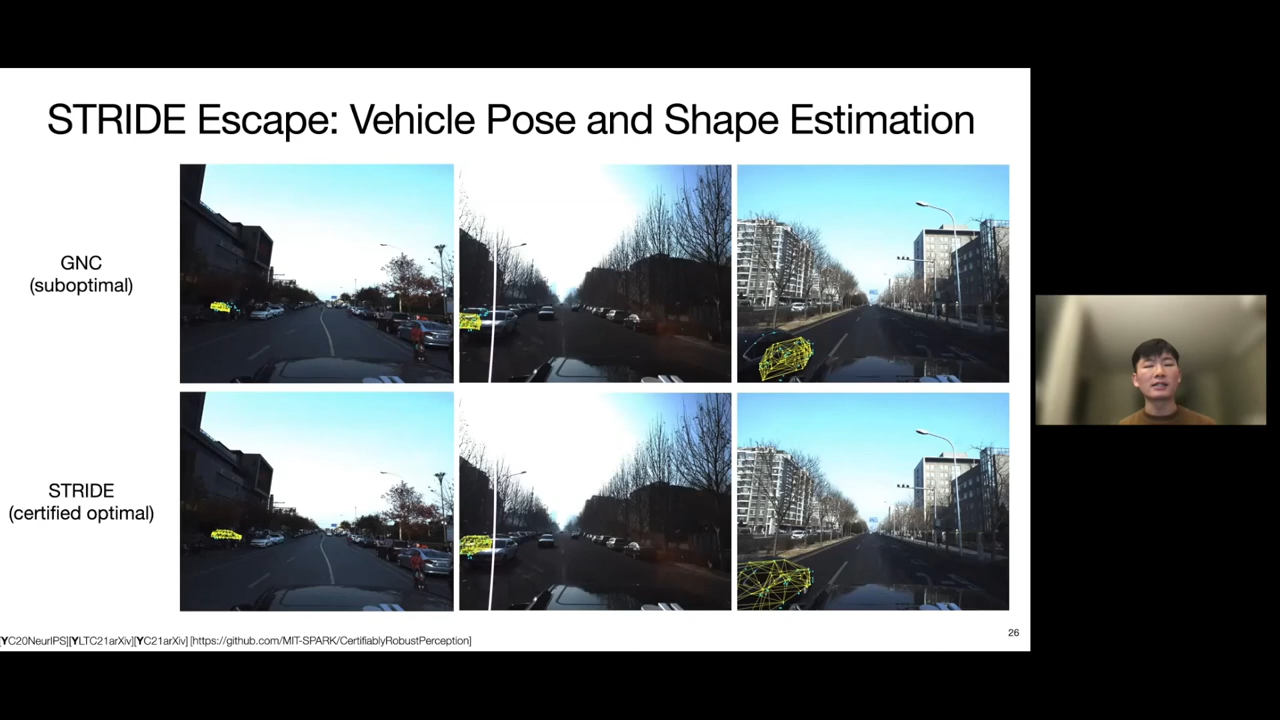 STRIDE Escape: Vehicle Pose and Shape Estimation
GNC
(suboptimal)
STRIDE
(certified optimal)
[YC20NeurIPS][YLTC21arXiv][YC21arXiv] [https://github.com/MIT-SPARK/CertifiablyRobustPerception]
26